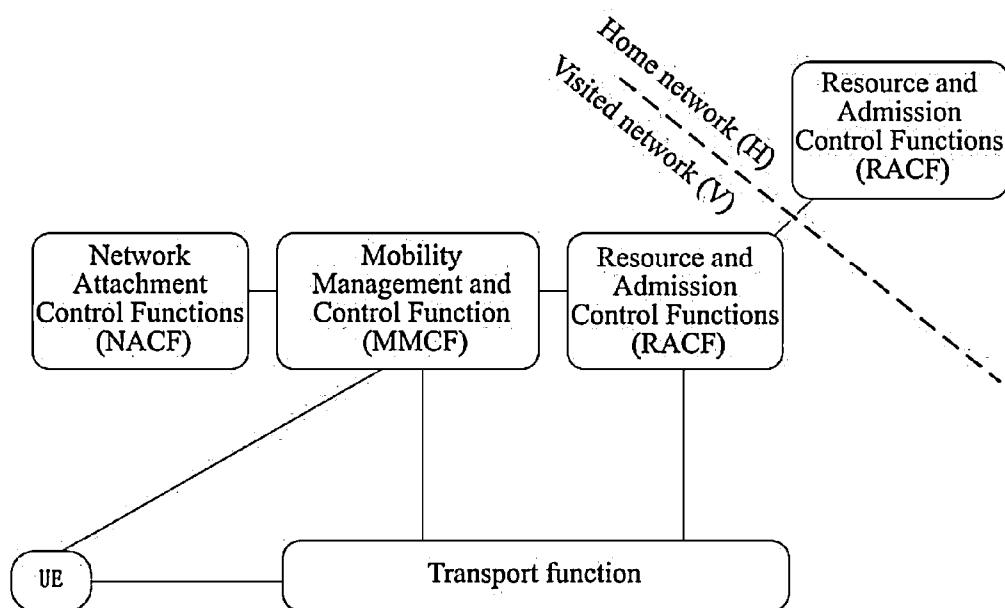 Home network (H)
Visited network (V)
Resource and
Admission
Control Functions
(RACF)
Network
Attachment
Control Functions
(NACF)
Mobility
Management and
Control Function
(MMCF)
Resource and
Admission
Control Functions
(RACF)
UE
Transport function